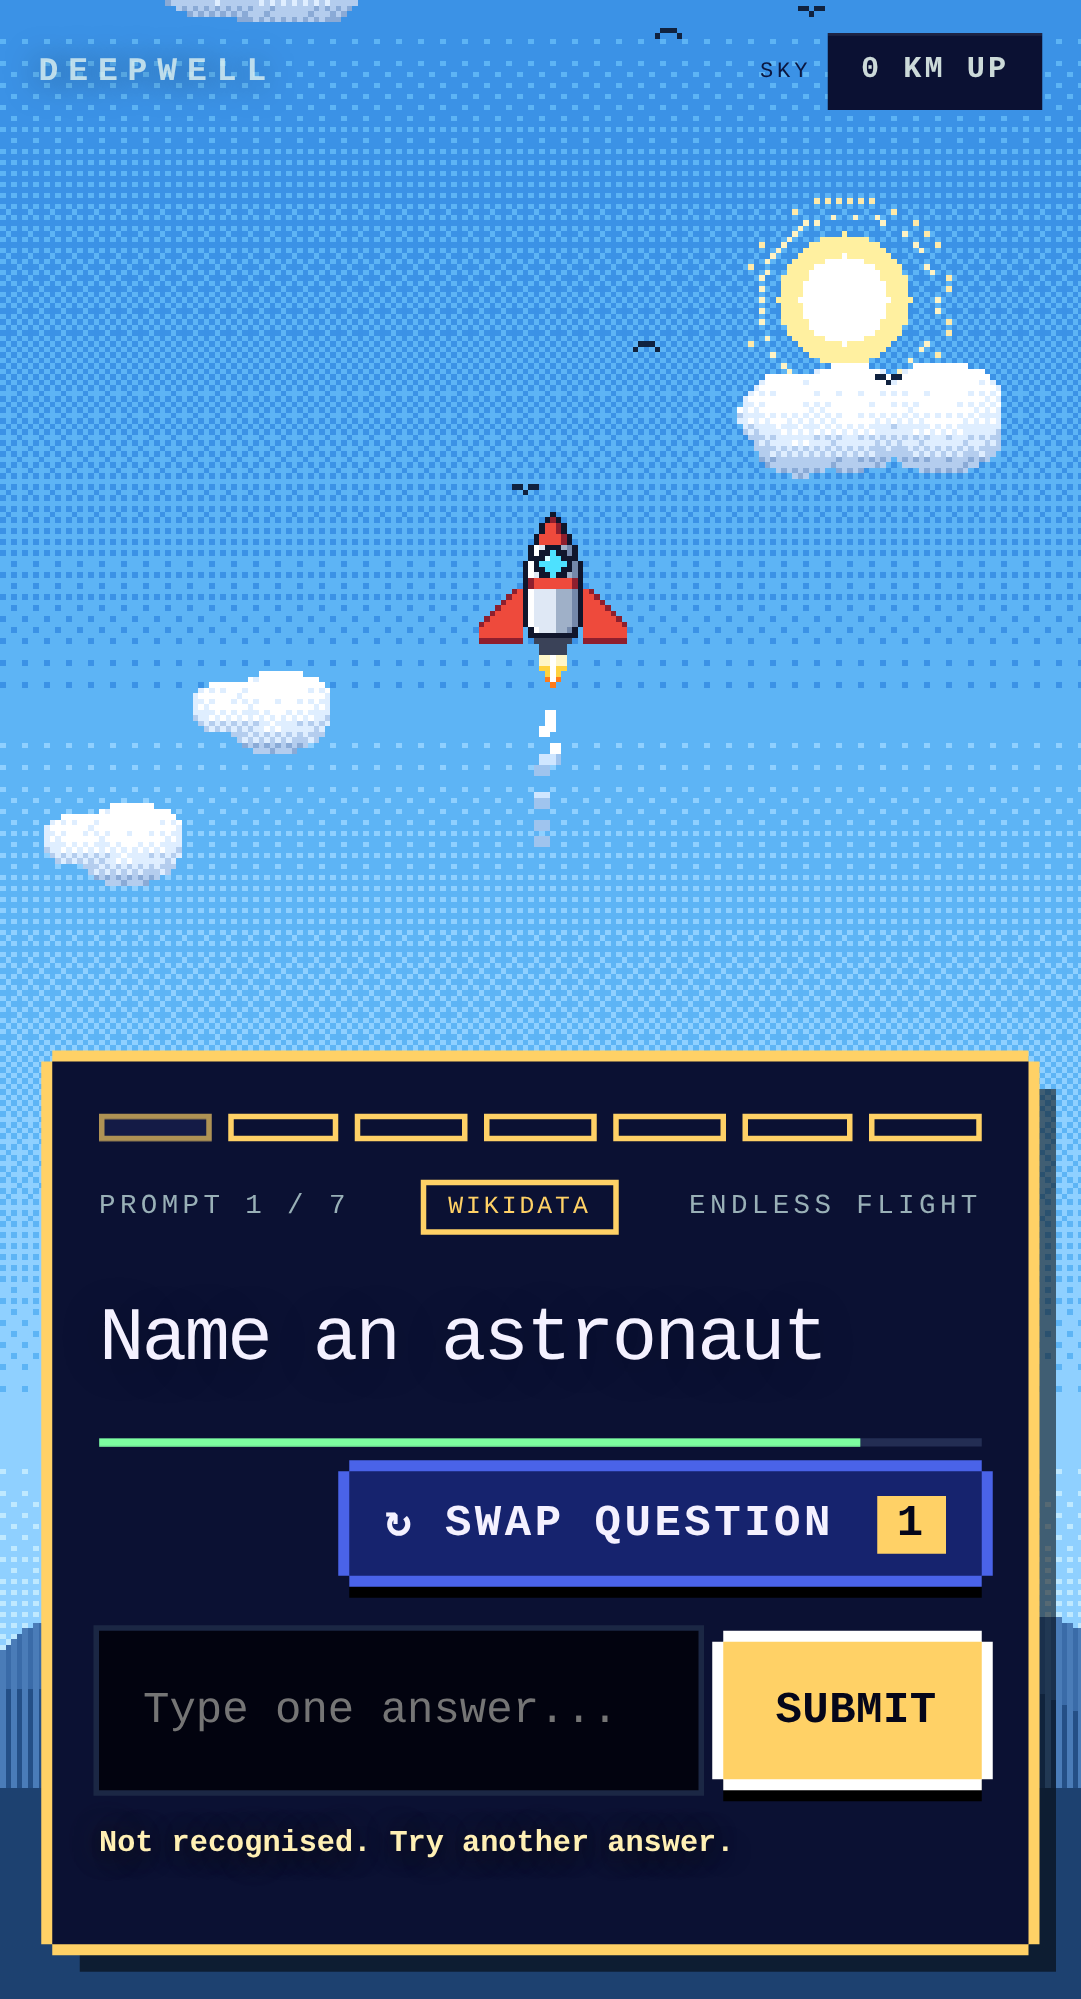 DEEPWELL
SKY 0 KM UP
PROMPT 1 / 7 WIKIDATA ENDLESS FLIGHT
Name an astronaut
↻ SWAP QUESTION 1
Type one answer... SUBMIT
Not recognised. Try another answer.